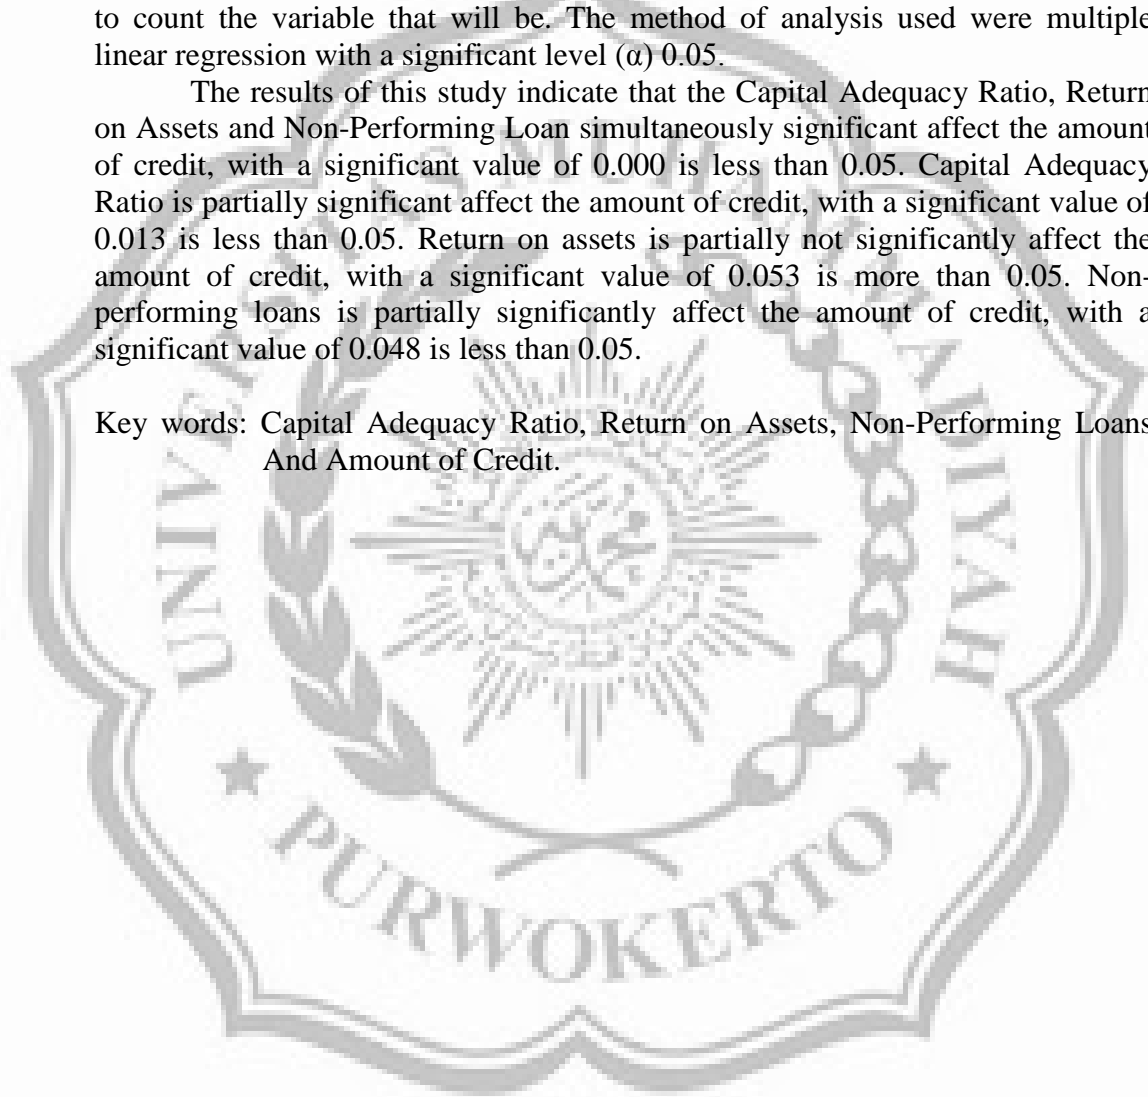 to count the variable that will be. The method of analysis used were multiple
linear regression with a significant level (α) 0.05.
The results of this study indicate that the Capital Adequacy Ratio, Return
on Assets and Non-Performing Loan simultaneously significant affect the amount
of credit, with a significant value of 0.000 is less than 0.05. Capital Adequacy
Ratio is partially significant affect the amount of credit, with a significant value of
0.013 is less than 0.05. Return on assets is partially not significantly affect the
amount of credit, with a significant value of 0.053 is more than 0.05. Non-
performing loans is partially significantly affect the amount of credit, with a
significant value of 0.048 is less than 0.05.
Key words: Capital Adequacy Ratio, Return on Assets, Non-Performing Loans
And Amount of Credit.
UNIVERSITAS MUHAMMADIYAH
PURWOKERTO